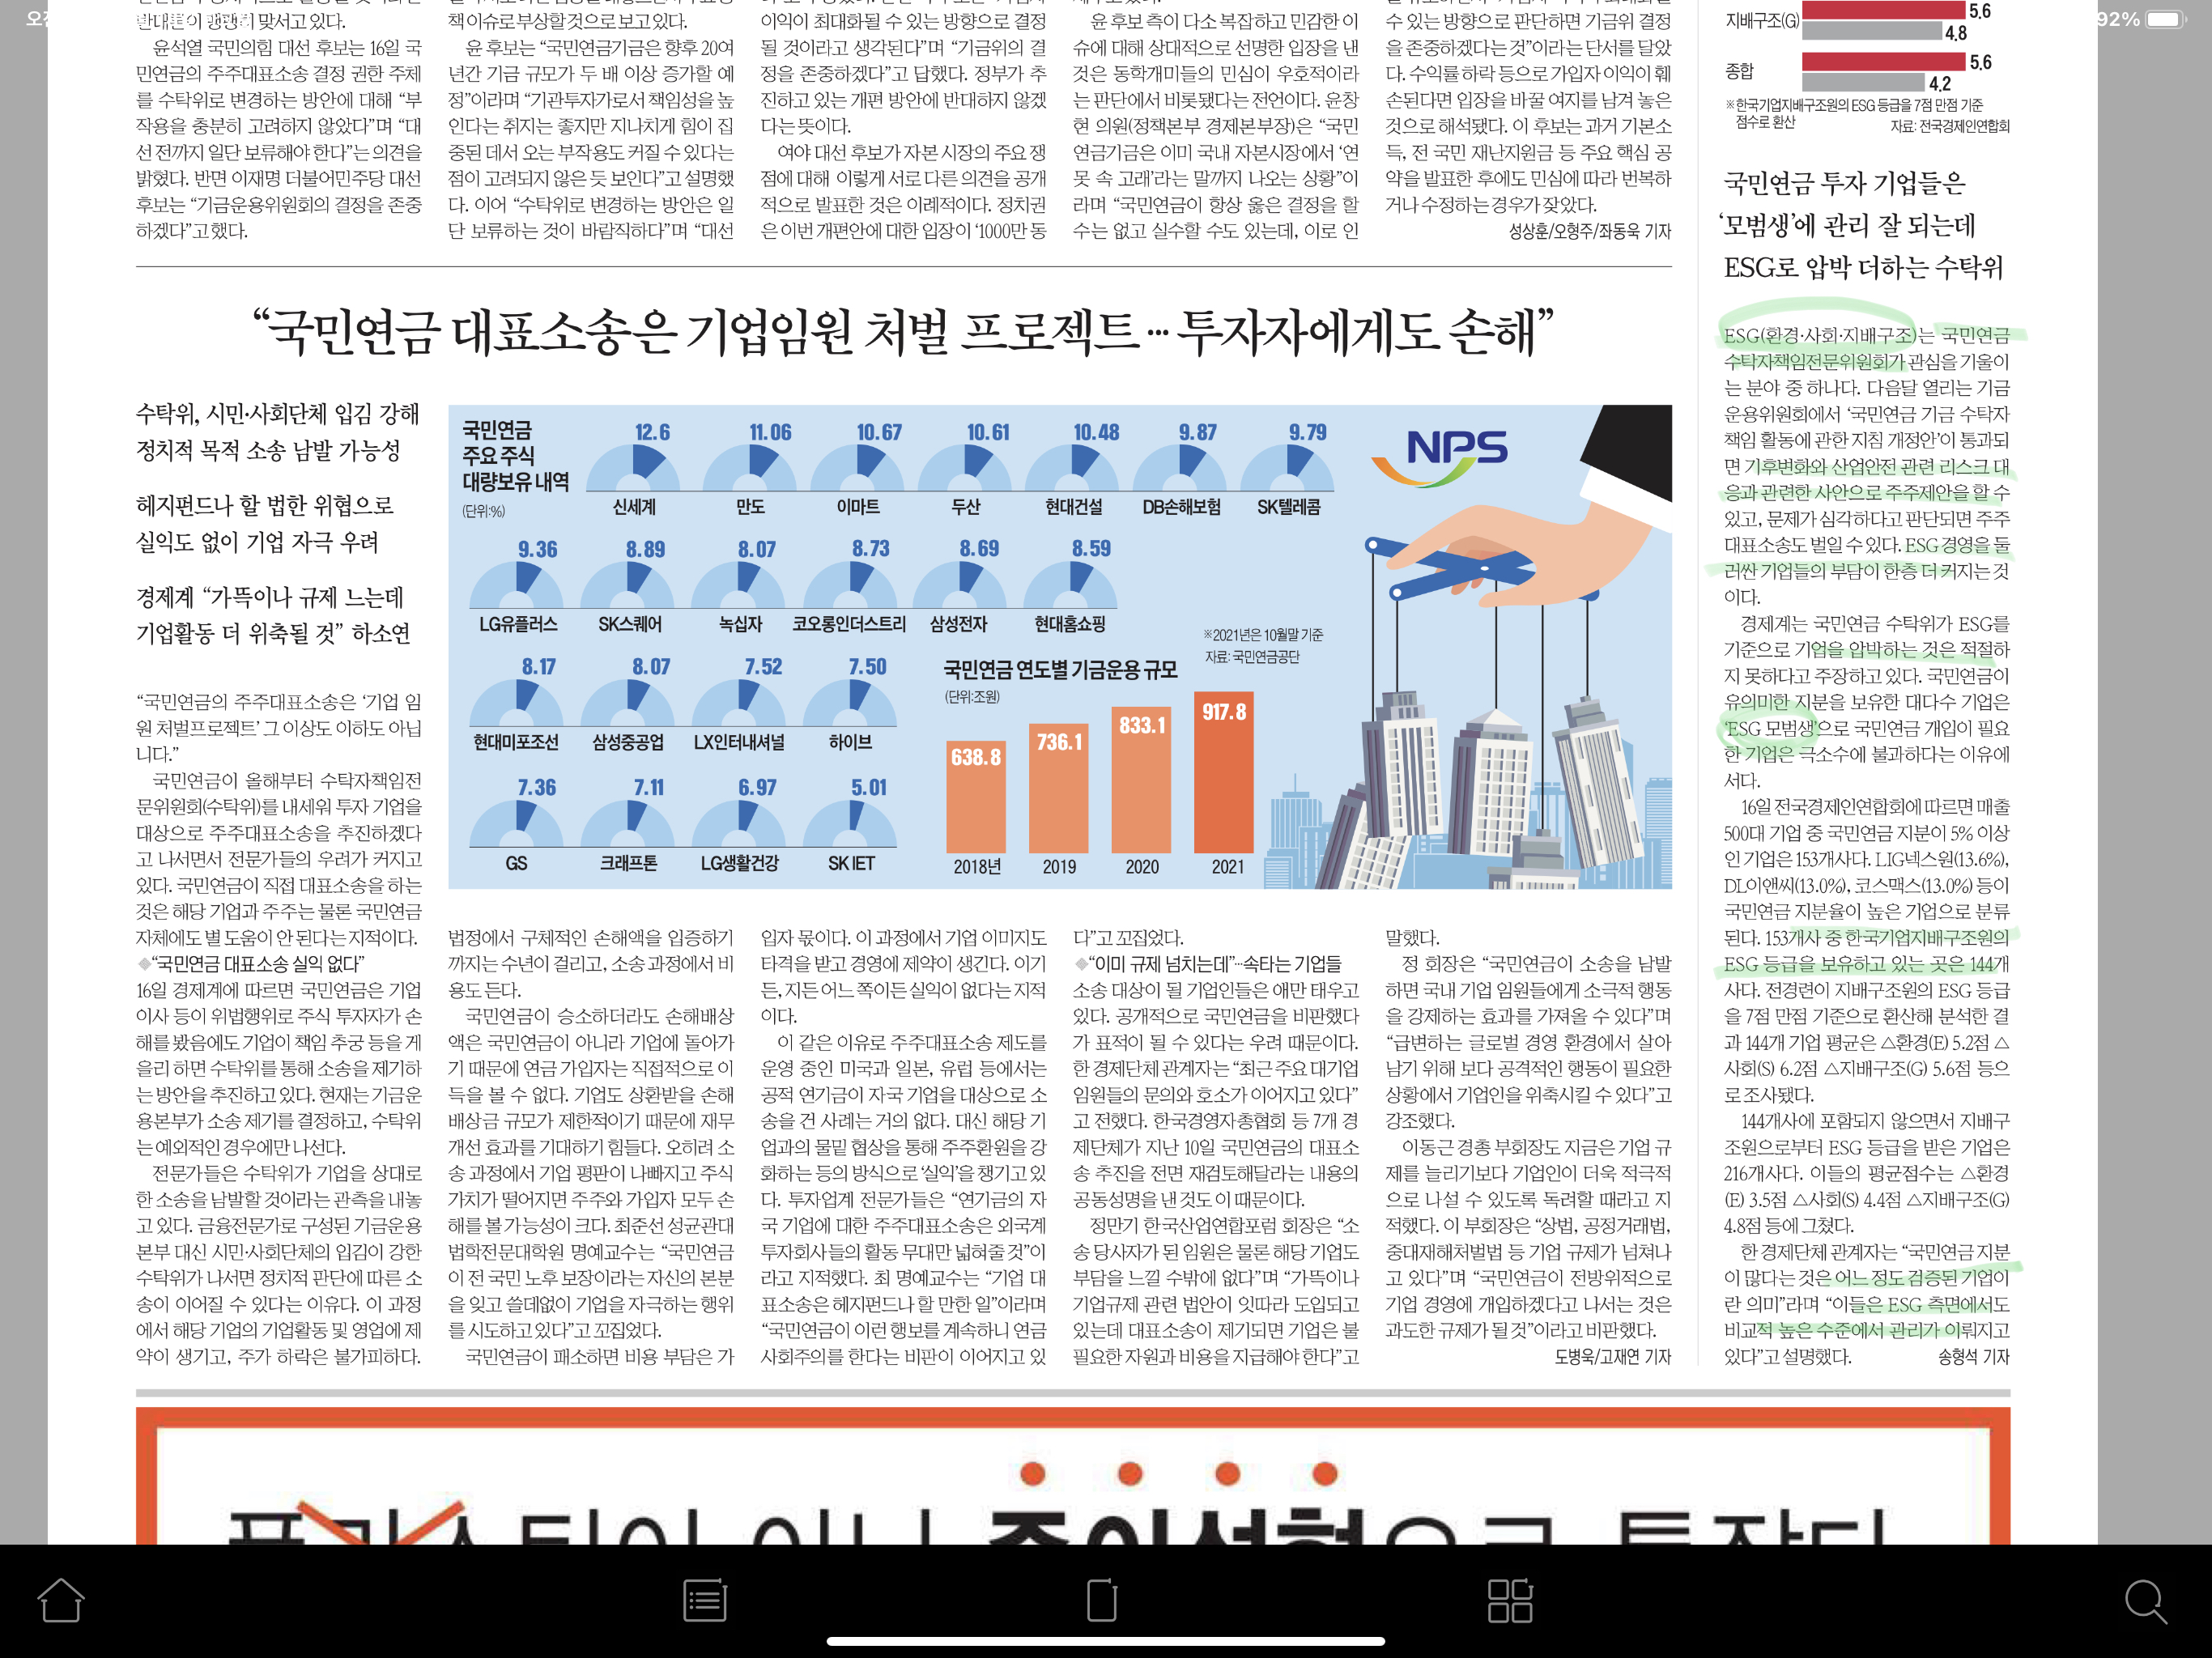 92%
윤석열 국민의힘 대선 후보는 16일 국
민연금의 주주대표소송 결정 권한 주체
를 수탁위로 변경하는 방안에 대해 “부
작용을 충분히 고려하지 않았다”며 “대
선 전까지 일단 보류해야 한다”는 의견을
밝혔다. 반면 이재명 더불어민주당 대선
후보는 “기금운용위원회의 결정을 존중
하겠다”고 했다.
책 이슈로 부상할 것으로 보고 있다.
윤 후보는 “국민연금기금은 향후 20여
년간 기금 규모가 두 배 이상 증가할 예
정”이라며 “기관투자가로서 책임성을 높
인다는 취지는 좋지만 지나치게 힘이 집
중된 데서 오는 부작용도 커질 수 있다는
점이 고려되지 않은 듯 보인다”고 설명했
다. 이어 “수탁위로 변경하는 방안은 일
단 보류하는 것이 바람직하다”며 “대선
이익이 최대화될 수 있는 방향으로 결정
될 것이라고 생각된다”며 “기금위의 결
정을 존중하겠다”고 답했다. 정부가 추
진하고 있는 개편 방안에 반대하지 않겠
다는 뜻이다.
여야 대선 후보가 자본 시장의 주요 쟁
점에 대해 이렇게 서로 다른 의견을 공개
적으로 발표한 것은 이례적이다. 정치권
은 이번 개편안에 대한 입장이 ‘1000만 동
윤 후보 측이 다소 복잡하고 민감한 이
슈에 대해 상대적으로 선명한 입장을 낸
것은 동학개미들의 민심이 우호적이라
는 판단에서 비롯됐다는 전언이다. 윤창
현 의원(정책본부 경제본부장)은 “국민
연금기금은 이미 국내 자본시장에서 ‘연
못 속 고래’라는 말까지 나오는 상황”이
라며 “국민연금이 항상 옳은 결정을 할
수는 없고 실수할 수도 있는데, 이로 인
수 있는 방향으로 판단하면 기금위 결정
을 존중하겠다는 것”이라는 단서를 달았
다. 수익률 하락 등으로 가입자 이익이 훼
손된다면 입장을 바꿀 여지를 남겨 놓은
것으로 해석됐다. 이 후보는 과거 기본소
득, 전 국민 재난지원금 등 주요 핵심 공
약을 발표한 후에도 민심에 따라 번복하
거나 수정하는 경우가 잦았다.
성상훈/오형주/좌동욱 기자
“국민연금 대표소송은 기업임원 처벌 프로젝트…투자자에게도 손해”
수탁위, 시민·사회단체 입김 강해
정치적 목적 소송 남발 가능성
헤지펀드나 할 법한 위협으로
실익도 없이 기업 자극 우려
경제계 “가뜩이나 규제 느는데
기업활동 더 위축될 것” 하소연
“국민연금의 주주대표소송은 ‘기업 임
원 처벌프로젝트’ 그 이상도 이하도 아닙
니다.”
국민연금이 올해부터 수탁자책임전
문위원회(수탁위)를 내세워 투자 기업을
대상으로 주주대표소송을 추진하겠다
고 나서면서 전문가들의 우려가 커지고
있다. 국민연금이 직접 대표소송을 하는
것은 해당 기업과 주주는 물론 국민연금
자체에도 별 도움이 안 된다는 지적이다.
◆“국민연금 대표소송 실익 없다”
16일 경제계에 따르면 국민연금은 기업
이사 등이 위법행위로 주식 투자자가 손
해를 봤음에도 기업이 책임 추궁 등을 게
을리 하면 수탁위를 통해 소송을 제기하
는 방안을 추진하고 있다. 현재는 기금운
용본부가 소송 제기를 결정하고, 수탁위
는 예외적인 경우에만 나선다.
전문가들은 수탁위가 기업을 상대로
한 소송을 남발할 것이라는 관측을 내놓
고 있다. 금융전문가로 구성된 기금운용
본부 대신 시민·사회단체의 입김이 강한
수탁위가 나서면 정치적 판단에 따른 소
송이 이어질 수 있다는 이유다. 이 과정
에서 해당 기업의 기업활동 및 영업에 제
약이 생기고, 주가 하락은 불가피하다.
국민연금
주요 주식
대량보유 내역
(단위:%)
12.6 11.06 10.67 10.61 10.48 9.87 9.79
신세계 만도 이마트 두산 현대건설 DB손해보험 SK텔레콤
9.36 8.89 8.07 8.73 8.69 8.59
LG유플러스 SK스퀘어 녹십자 코오롱인더스트리 삼성전자 현대홈쇼핑
8.17 8.07 7.52 7.50
현대미포조선 삼성중공업 LX인터내셔널 하이브
7.36 7.11 6.97 5.01
GS 크래프톤 LG생활건강 SK IET
NPS
※2021년은 10월말 기준
자료: 국민연금공단
국민연금 연도별 기금운용 규모
(단위:조원)
638.8 736.1 833.1 917.8
2018년 2019 2020 2021
법정에서 구체적인 손해액을 입증하기
까지는 수년이 걸리고, 소송 과정에서 비
용도 든다.
국민연금이 승소하더라도 손해배상
액은 국민연금이 아니라 기업에 돌아가
기 때문에 연금 가입자는 직접적으로 이
득을 볼 수 없다. 기업도 상환받을 손해
배상금 규모가 제한적이기 때문에 재무
개선 효과를 기대하기 힘들다. 오히려 소
송 과정에서 기업 평판이 나빠지고 주식
가치가 떨어지면 주주와 가입자 모두 손
해를 볼 가능성이 크다. 최준선 성균관대
법학전문대학원 명예교수는 “국민연금
이 전 국민 노후 보장이라는 자신의 본분
을 잊고 쓸데없이 기업을 자극하는 행위
를 시도하고 있다”고 꼬집었다.
국민연금이 패소하면 비용 부담은 가
입자 몫이다. 이 과정에서 기업 이미지도
타격을 받고 경영에 제약이 생긴다. 이기
든, 지든 어느 쪽이든 실익이 없다는 지적
이다.
이 같은 이유로 주주대표소송 제도를
운영 중인 미국과 일본, 유럽 등에서는
공적 연기금이 자국 기업을 대상으로 소
송을 건 사례는 거의 없다. 대신 해당 기
업과의 물밑 협상을 통해 주주환원을 강
화하는 등의 방식으로 ‘실익’을 챙기고 있
다. 투자업계 전문가들은 “연기금의 자
국 기업에 대한 주주대표소송은 외국계
투자회사들의 활동 무대만 넓혀줄 것”이
라고 지적했다. 최 명예교수는 “기업 대
표소송은 헤지펀드나 할 만한 일”이라며
“국민연금이 이런 행보를 계속하니 연금
사회주의를 한다는 비판이 이어지고 있
다”고 꼬집었다.
◆“이미 규제 넘치는데”…속타는 기업들
소송 대상이 될 기업인들은 애만 태우고
있다. 공개적으로 국민연금을 비판했다
가 표적이 될 수 있다는 우려 때문이다.
한 경제단체 관계자는 “최근 주요 대기업
임원들의 문의와 호소가 이어지고 있다”
고 전했다. 한국경영자총협회 등 7개 경
제단체가 지난 10일 국민연금의 대표소
송 추진을 전면 재검토해달라는 내용의
공동성명을 낸 것도 이 때문이다.
정만기 한국산업연합포럼 회장은 “소
송 당사자가 된 임원은 물론 해당 기업도
부담을 느낄 수밖에 없다”며 “가뜩이나
기업규제 관련 법안이 잇따라 도입되고
있는데 대표소송이 제기되면 기업은 불
필요한 자원과 비용을 지급해야 한다”고
말했다.
정 회장은 “국민연금이 소송을 남발
하면 국내 기업 임원들에게 소극적 행동
을 강제하는 효과를 가져올 수 있다”며
“급변하는 글로벌 경영 환경에서 살아
남기 위해 보다 공격적인 행동이 필요한
상황에서 기업인을 위축시킬 수 있다”고
강조했다.
이동근 경총 부회장도 지금은 기업 규
제를 늘리기보다 기업인이 더욱 적극적
으로 나설 수 있도록 독려할 때라고 지
적했다. 이 부회장은 “상법, 공정거래법,
중대재해처벌법 등 기업 규제가 넘쳐나
고 있다”며 “국민연금이 전방위적으로
기업 경영에 개입하겠다고 나서는 것은
과도한 규제가 될 것”이라고 비판했다.
도병욱/고재연 기자
지배구조(G) 5.6
4.8
종합 5.6
4.2
※한국기업지배구조원의 ESG 등급을 7점 만점 기준
점수로 환산 자료: 전국경제인연합회
국민연금 투자 기업들은
‘모범생’에 관리 잘 되는데
ESG로 압박 더하는 수탁위
ESG(환경·사회·지배구조)는 국민연금
수탁자책임전문위원회가 관심을 기울이
는 분야 중 하나다. 다음달 열리는 기금
운용위원회에서 ‘국민연금 기금 수탁자
책임 활동에 관한 지침 개정안’이 통과되
면 기후변화와 산업안전 관련 리스크 대
응과 관련한 사안으로 주주제안을 할 수
있고, 문제가 심각하다고 판단되면 주주
대표소송도 벌일 수 있다. ESG 경영을 둘
러싼 기업들의 부담이 한층 더 커지는 것
이다.
경제계는 국민연금 수탁위가 ESG를
기준으로 기업을 압박하는 것은 적절하
지 못하다고 주장하고 있다. 국민연금이
유의미한 지분을 보유한 대다수 기업은
‘ESG 모범생’으로 국민연금 개입이 필요
한 기업은 극소수에 불과하다는 이유에
서다.
16일 전국경제인연합회에 따르면 매출
500대 기업 중 국민연금 지분이 5% 이상
인 기업은 153개사다. LIG넥스원(13.6%),
DL이앤씨(13.0%), 코스맥스(13.0%) 등이
국민연금 지분율이 높은 기업으로 분류
된다. 153개사 중 한국기업지배구조원의
ESG 등급을 보유하고 있는 곳은 144개
사다. 전경련이 지배구조원의 ESG 등급
을 7점 만점 기준으로 환산해 분석한 결
과 144개 기업 평균은 △환경(E) 5.2점 △
사회(S) 6.2점 △지배구조(G) 5.6점 등으
로 조사됐다.
144개사에 포함되지 않으면서 지배구
조원으로부터 ESG 등급을 받은 기업은
216개사다. 이들의 평균점수는 △환경
(E) 3.5점 △사회(S) 4.4점 △지배구조(G)
4.8점 등에 그쳤다.
한 경제단체 관계자는 “국민연금 지분
이 많다는 것은 어느 정도 검증된 기업이
란 의미”라며 “이들은 ESG 측면에서도
비교적 높은 수준에서 관리가 이뤄지고
있다”고 설명했다. 송형석 기자